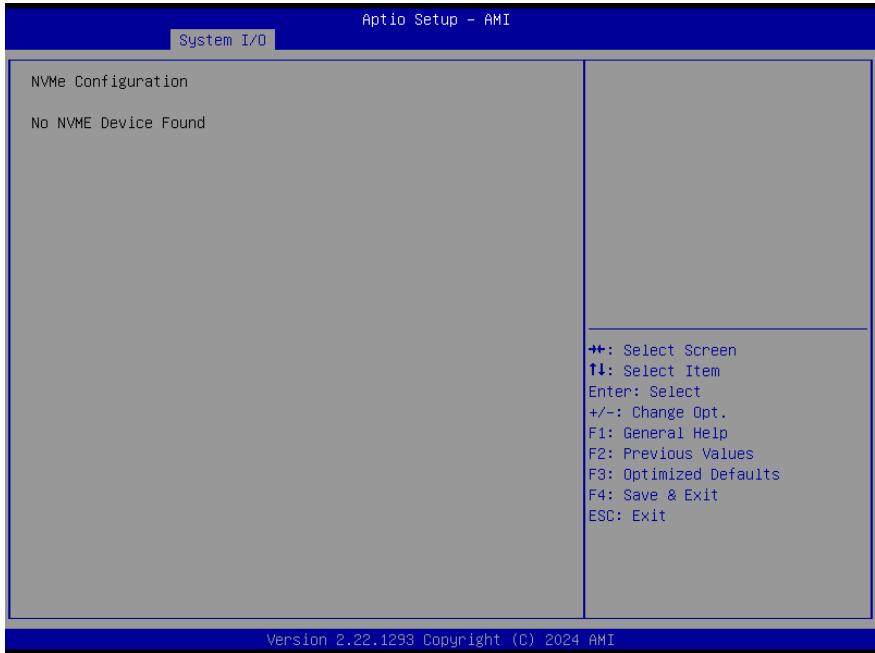 Aptio Setup – AMI
System I/O
NVMe Configuration
No NVME Device Found
→←: Select Screen
↑↓: Select Item
Enter: Select
+/-: Change Opt.
F1: General Help
F2: Previous Values
F3: Optimized Defaults
F4: Save & Exit
ESC: Exit
Version 2.22.1293 Copyright (C) 2024 AMI